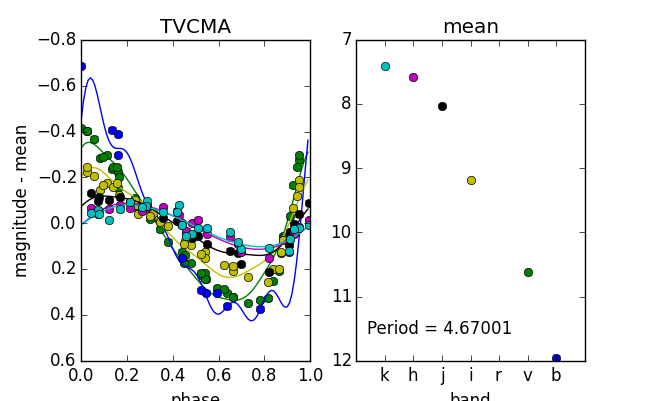 TVCMA
mean
−0.8
−0.6
−0.4
−0.2
0.0
0.2
0.4
0.6
magnitude - mean
0.0 0.2 0.4 0.6 0.8 1.0
phase
7
8
9
10
11
12
Period = 4.67001
k h j i r v b
band